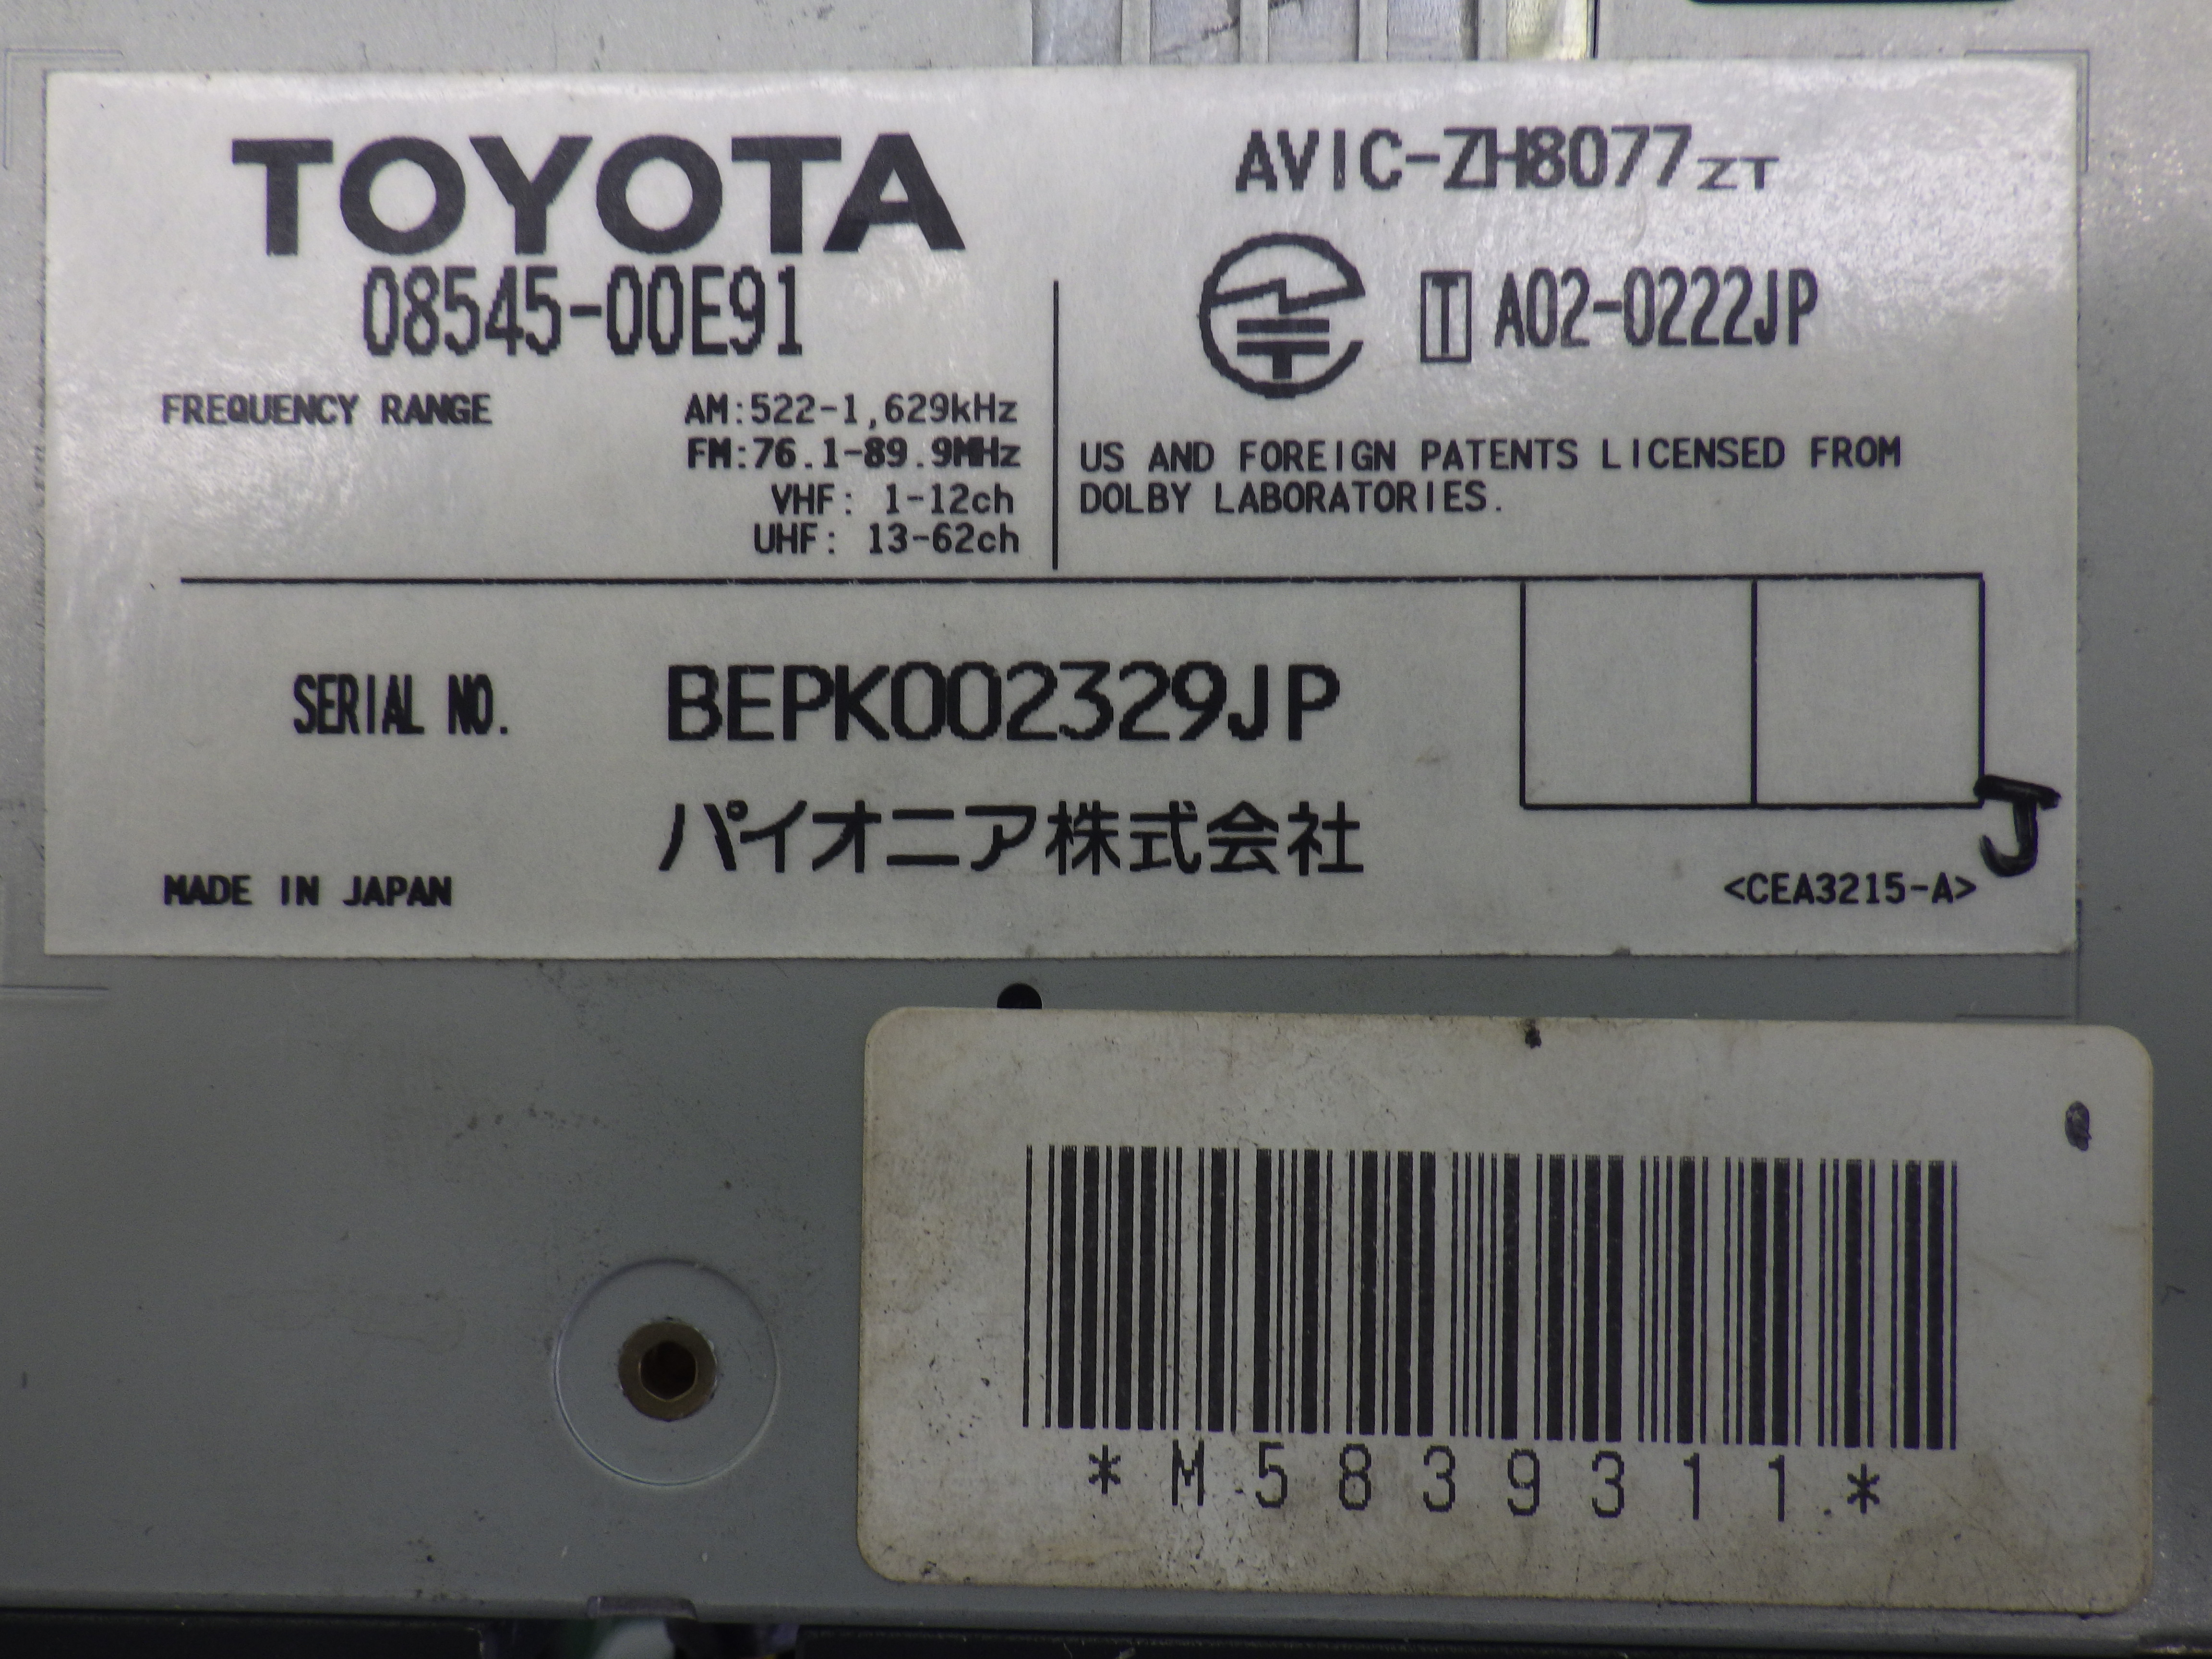 TOYOTA
08545-00E91
FREQUENCY RANGE AM:522-1,629kHz
FM:76.1-89.9MHz
VHF: 1-12ch
UHF: 13-62ch
AVIC-ZH8077ZT
T A02-0222JP
US AND FOREIGN PATENTS LICENSED FROM
DOLBY LABORATORIES.
SERIAL NO. BEPK002329JP
パイオニア株式会社
MADE IN JAPAN
J
<CEA3215-A>
*M5839311*